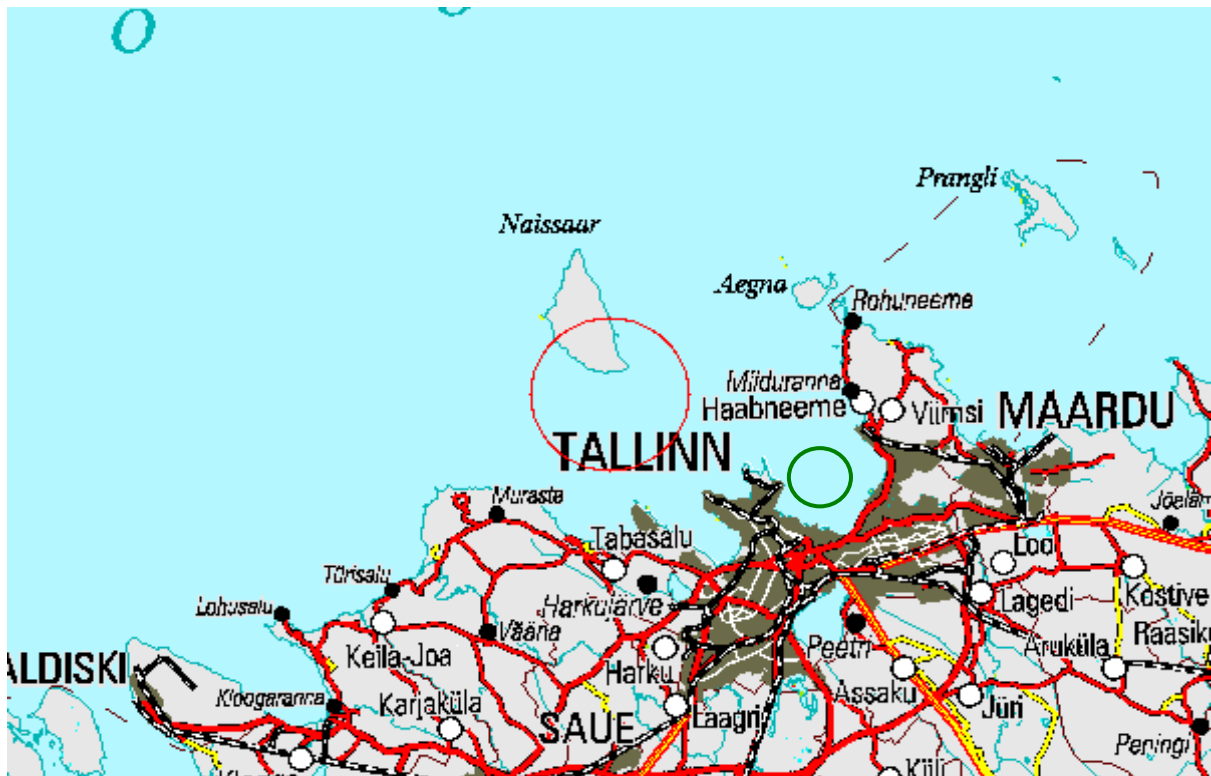 O
Prangli
Naissaar
Aegna
Rohuneeme
Miiduranna
Haabneeme
Viimsi
MAARDU
TALLINN
Muraste
Jõeläh
Tabasalu
Loo
Türisalu
Harkujärve
Lagedi
Kostive
Lohusalu
Vääna
Peetri
Aruküla
Raasiku
Keila-Joa
ALDISKI
Harku
Assaku
Kloogaranna
Karjaküla
Laagri
Jüri
SAUE
Peningi